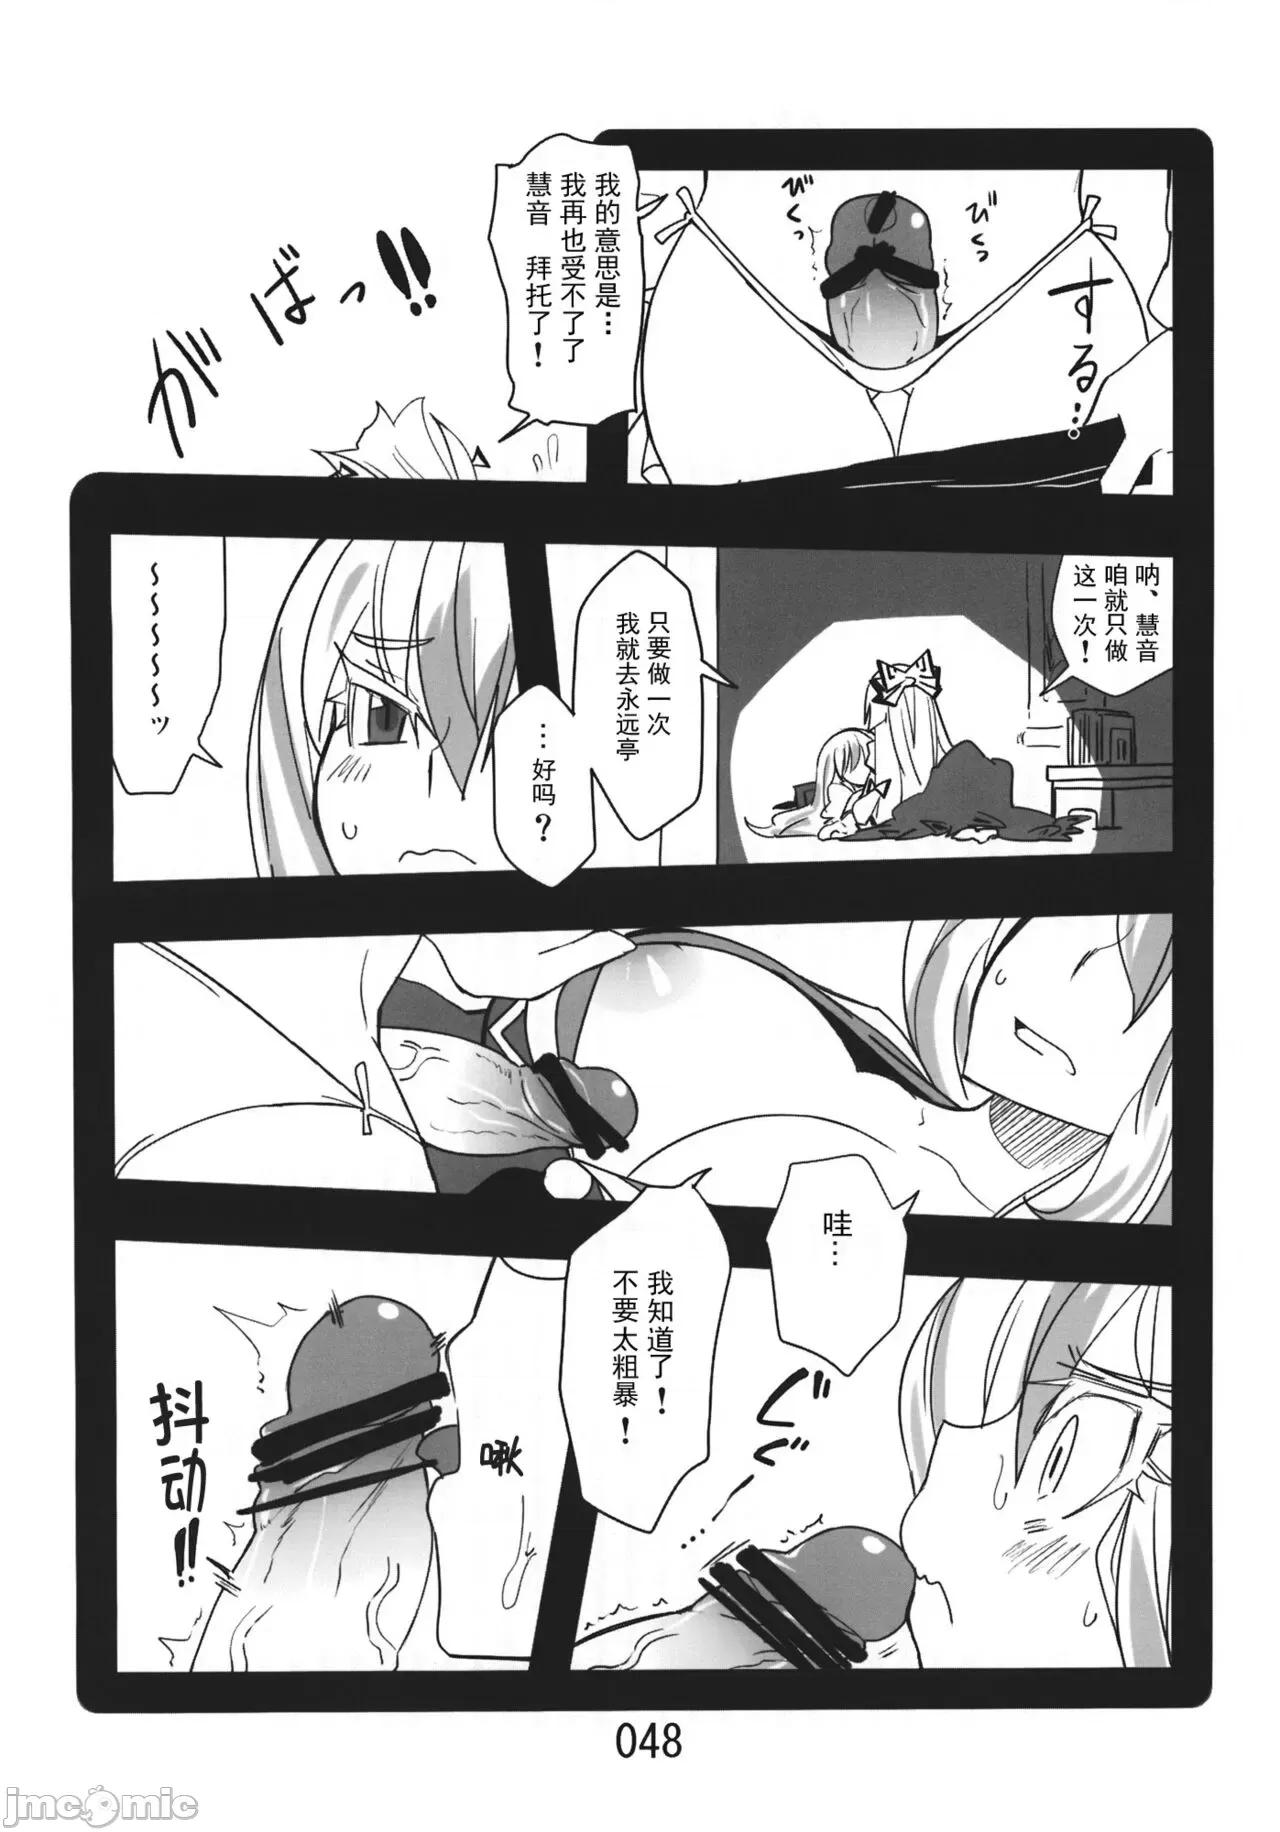 びくっ
びくっ
する…。
我的意思是…
我再也受不了了
慧音 拜托了！
がばっ!!
呐、慧音
咱就只做
这一次！
只要做一次
我就去永远亭
…好吗？
～～～～～ッ
哇…
我知道了！
不要太粗暴！
ぐぐ……
啾
抖动!!
048
jmcomic